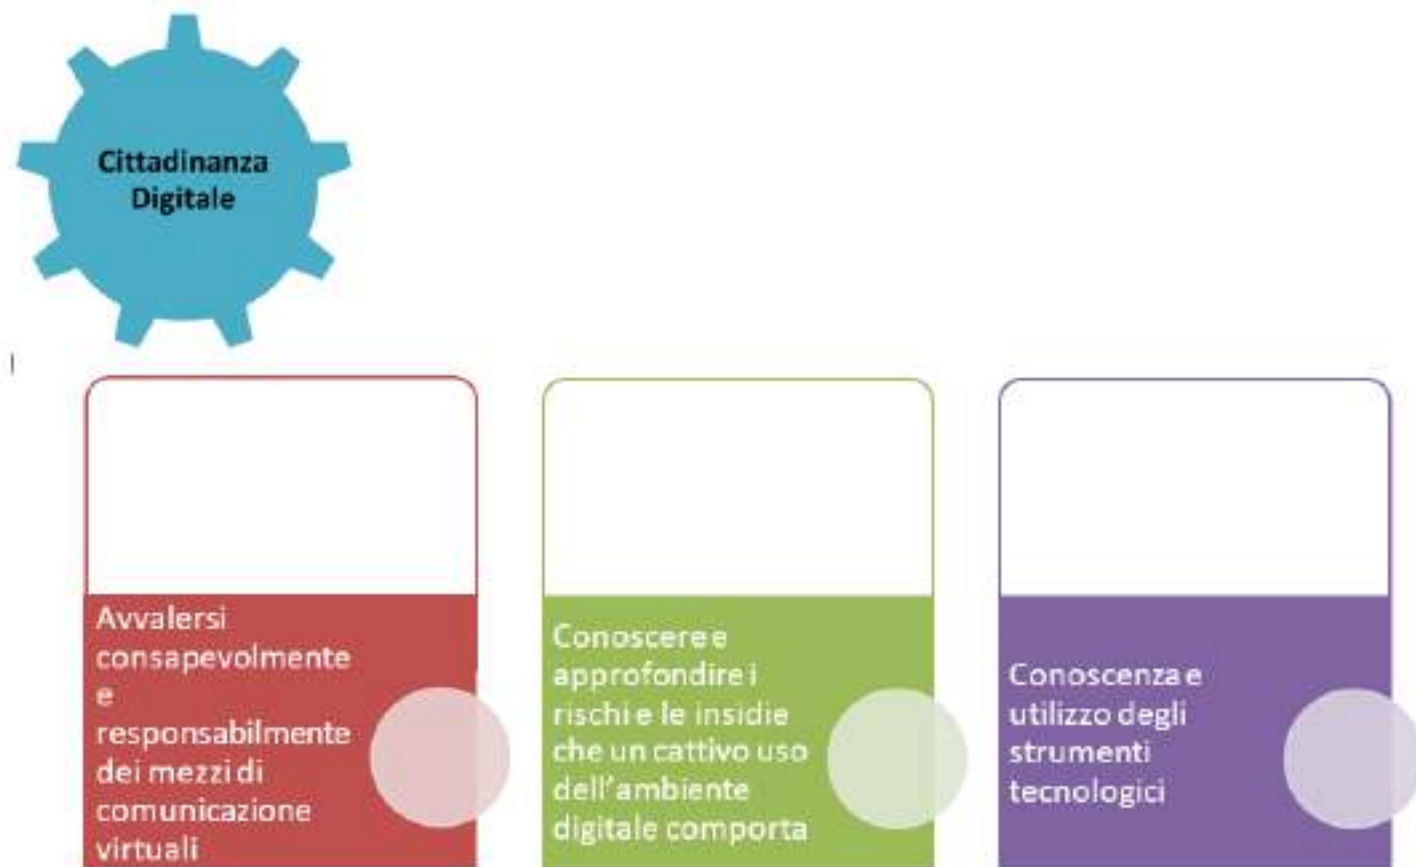 Cittadinanza
Digitale
Avvalersi
consapevolmente
e
responsabilmente
dei mezzi di
comunicazione
virtuali
Conoscere e
approfondire i
rischi e le insidie
che un cattivo uso
dell'ambiente
digitale comporta
Conoscenza e
utilizzo degli
strumenti
tecnologici